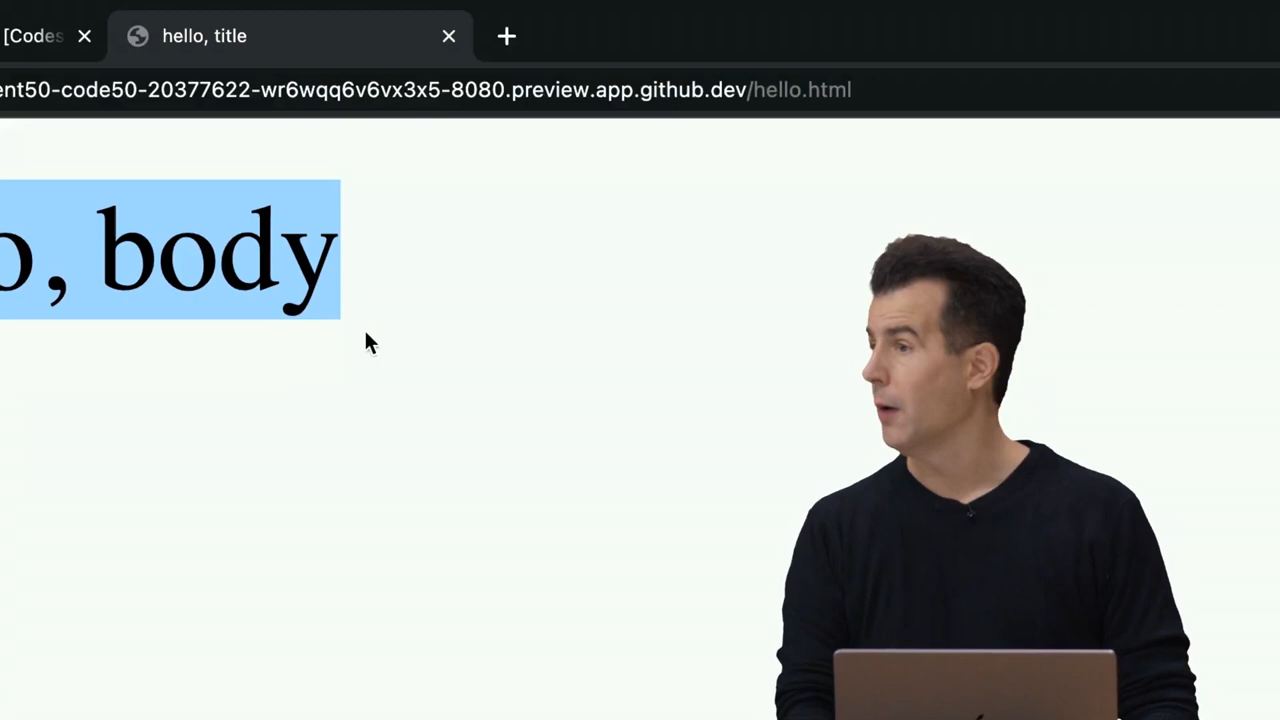 [Codes
hello, title
ent50-code50-20377622-wr6wqq6v6vx3x5-8080.preview.app.github.dev/hello.html
o, body